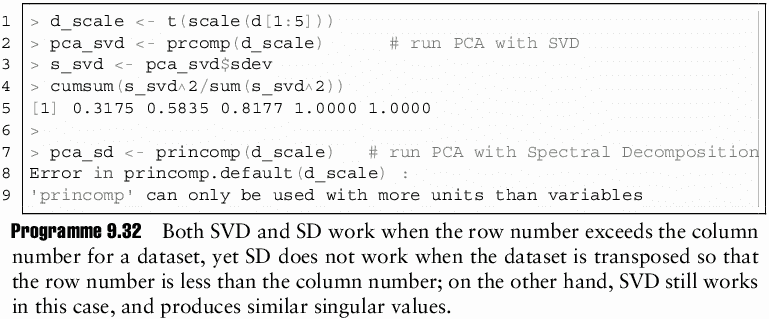 1 > d_scale <- t(scale(d[1:5]))
2 > pca_svd <- prcomp(d_scale) # run PCA with SVD
3 > s_svd <- pca_svd$sdev
4 > cumsum(s_svd^2/sum(s_svd^2))
5 [1] 0.3175 0.5835 0.8177 1.0000 1.0000
6 >
7 > pca_sd <- princomp(d_scale) # run PCA with Spectral Decomposition
8 Error in princomp.default(d_scale) :
9 'princomp' can only be used with more units than variables
Programme 9.32 Both SVD and SD work when the row number exceeds the column
number for a dataset, yet SD does not work when the dataset is transposed so that
the row number is less than the column number; on the other hand, SVD still works
in this case, and produces similar singular values.